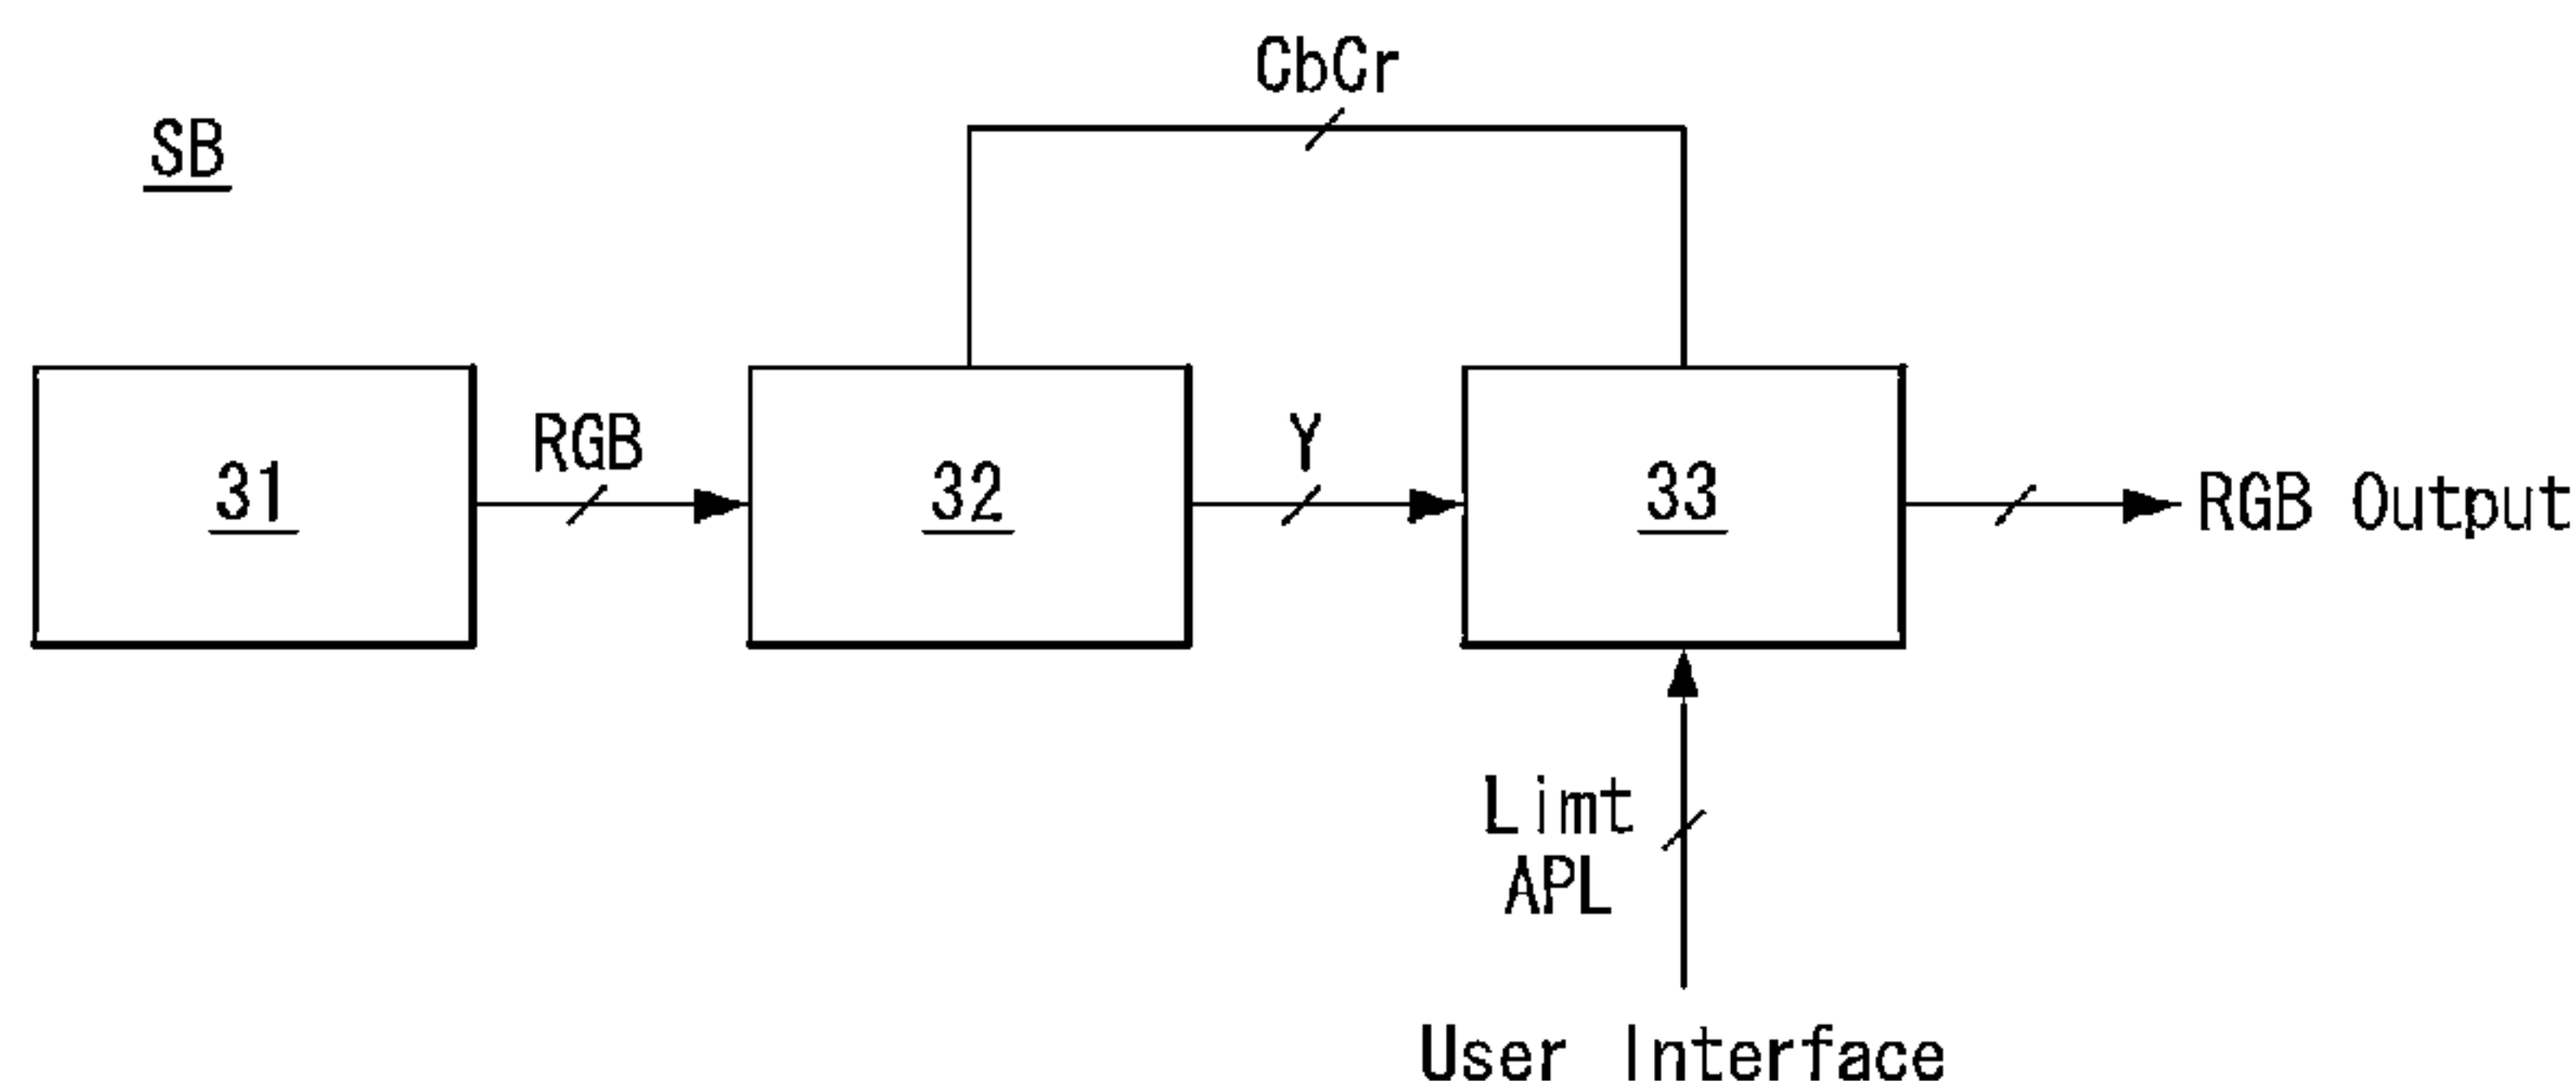 CbCr
SB
RGB
Y
31
32
33
RGB Output
Limt
APL
User Interface